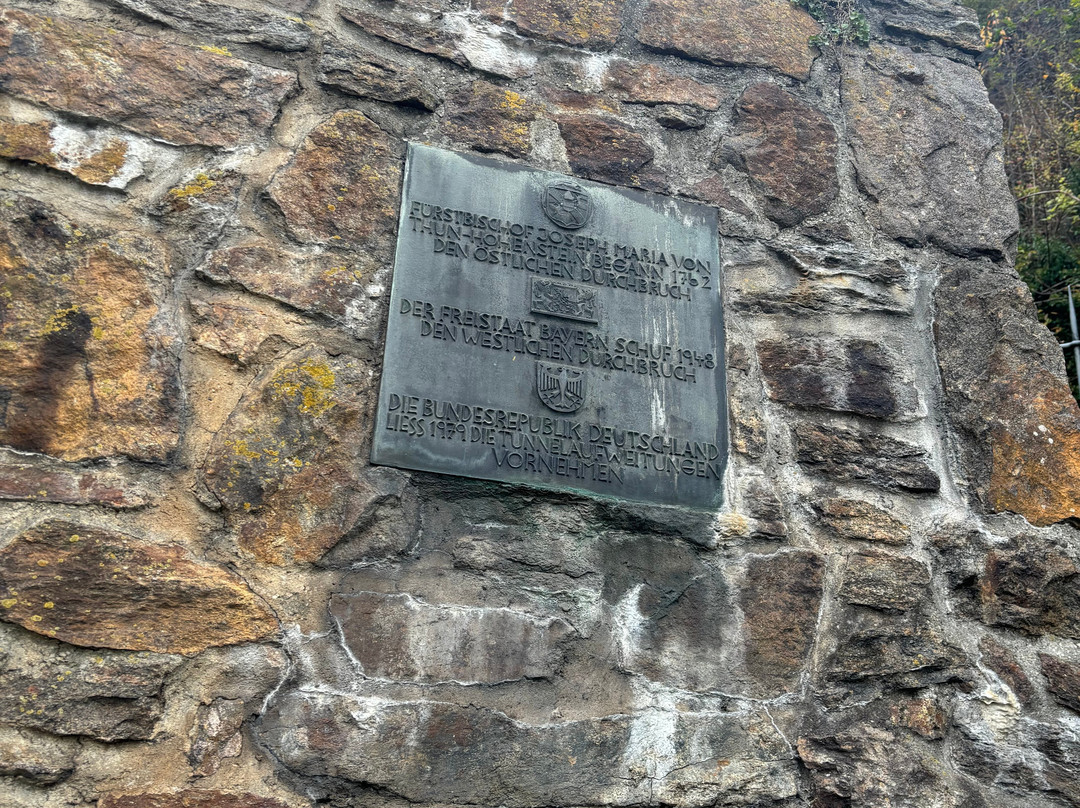 FÜRSTBISCHOF JOSEPH MARIA VON
THUN-HOHENSTEIN BEGANN 1762
DEN ÖSTLICHEN DURCHBRUCH
DER FREISTAAT BAYERN SCHUF 1948
DEN WESTLICHEN DURCHBRUCH
DIE BUNDESREPUBLIK DEUTSCHLAND
LIESS 1979 DIE TUNNELAUFWEITUNGEN
VORNEHMEN